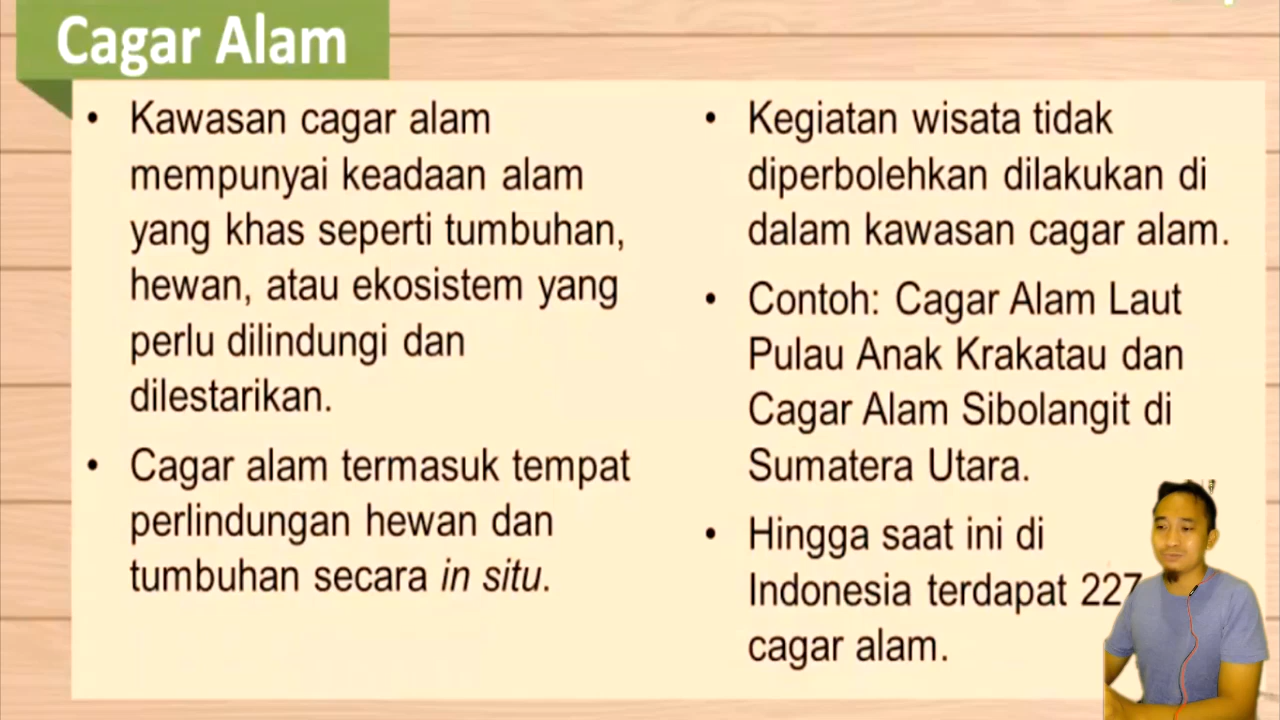 Cagar Alam
• Kawasan cagar alam
mempunyai keadaan alam
yang khas seperti tumbuhan,
hewan, atau ekosistem yang
perlu dilindungi dan
dilestarikan.
• Cagar alam termasuk tempat
perlindungan hewan dan
tumbuhan secara in situ.
• Kegiatan wisata tidak
diperbolehkan dilakukan di
dalam kawasan cagar alam.
• Contoh: Cagar Alam Laut
Pulau Anak Krakatau dan
Cagar Alam Sibolangit di
Sumatera Utara.
• Hingga saat ini di
Indonesia terdapat 227
cagar alam.